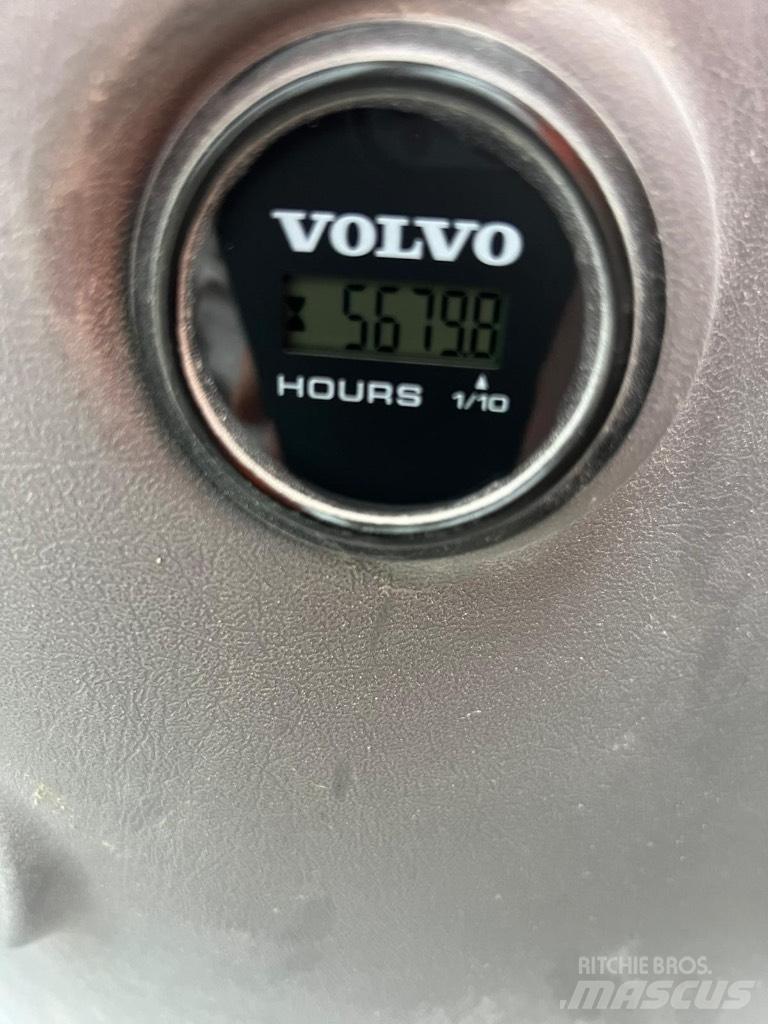 VOLVO
5679.8
HOURS 1/10
RITCHIE BROS.
MASCUS